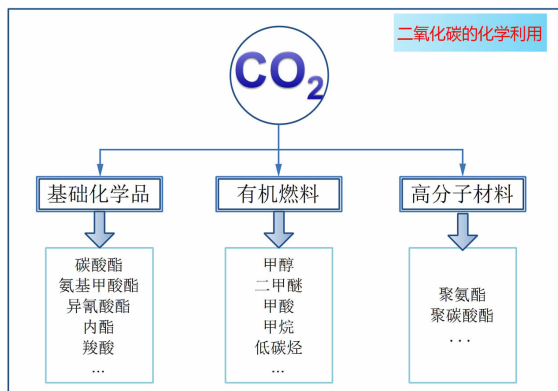 二氧化碳的化学利用
CO2
基础化学品
有机燃料
高分子材料
碳酸酯
氨基甲酸酯
异氰酸酯
内酯
羧酸
...
甲醇
二甲醚
甲酸
甲烷
低碳烃
...
聚氨酯
聚碳酸酯
...